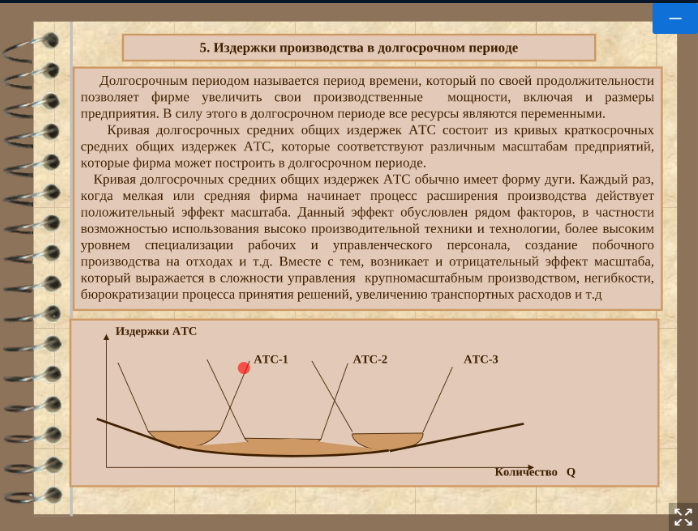 5. Издержки производства в долгосрочном периоде
Долгосрочным периодом называется период времени, который по своей продолжительности
позволяет фирме увеличить свои производственные мощности, включая и размеры
предприятия. В силу этого в долгосрочном периоде все ресурсы являются переменными.
Кривая долгосрочных средних общих издержек АТС состоит из кривых краткосрочных
средних общих издержек АТС, которые соответствуют различным масштабам предприятий,
которые фирма может построить в долгосрочном периоде.
Кривая долгосрочных средних общих издержек АТС обычно имеет форму дуги. Каждый раз,
когда мелкая или средняя фирма начинает процесс расширения производства действует
положительный эффект масштаба. Данный эффект обусловлен рядом факторов, в частности
возможностью использования высоко производительной техники и технологии, более высоким
уровнем специализации рабочих и управленческого персонала, создание побочного
производства на отходах и т.д. Вместе с тем, возникает и отрицательный эффект масштаба,
который выражается в сложности управления крупномасштабным производством, негибкости,
бюрократизации процесса принятия решений, увеличению транспортных расходов и т.д
Издержки АТС
АТС-1 АТС-2 АТС-3
Количество Q